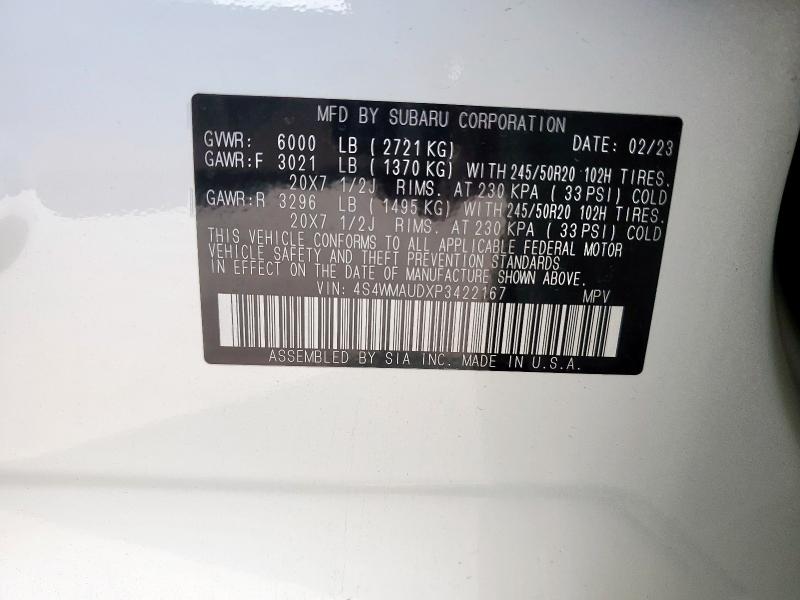 MFD BY SUBARU CORPORATION
GVWR: 6000 LB (2721 KG) DATE: 02/23
GAWR:F 3021 LB (1370 KG) WITH 245/50R20 102H TIRES.
20X7 1/2J RIMS. AT 230 KPA (33 PSI) COLD
GAWR:R 3296 LB (1495 KG) WITH 245/50R20 102H TIRES.
20X7 1/2J RIMS. AT 230 KPA (33 PSI) COLD
THIS VEHICLE CONFORMS TO ALL APPLICABLE FEDERAL MOTOR
VEHICLE SAFETY AND THEFT PREVENTION STANDARDS
IN EFFECT ON THE DATE OF MANUFACTURE SHOWN ABOVE.
VIN: 4S4WMAUDXP3422167 MPV
ASSEMBLED BY SIA INC. MADE IN U.S.A.